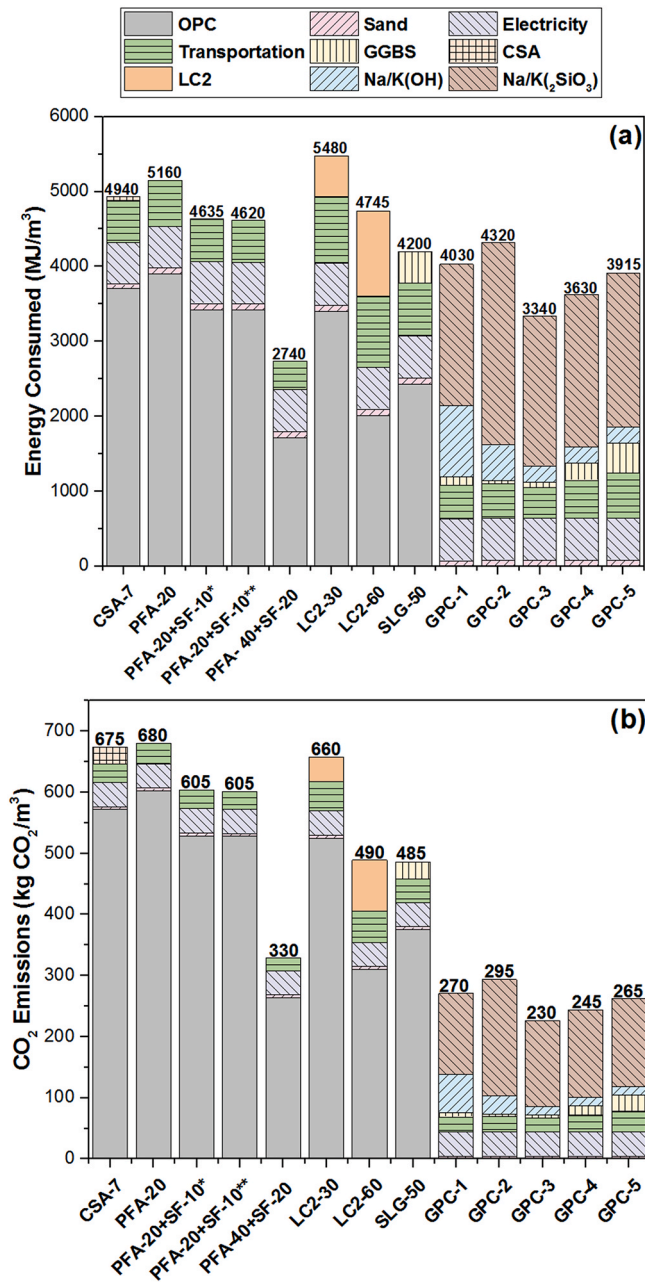 OPC Sand Electricity
Transportation GGBS CSA
LC2 Na/K(OH) Na/K(₂SiO₃)
(a)
Energy Consumed (MJ/m³)
6000
5000
4000
3000
2000
1000
0
4940
5160
4635
4620
2740
5480
4745
4200
4030
4320
3340
3630
3915
CSA-7
PFA-20
PFA-20+SF-10*
PFA-20+SF-10**
PFA- 40+SF-20
LC2-30
LC2-60
SLG-50
GPC-1
GPC-2
GPC-3
GPC-4
GPC-5
(b)
CO₂ Emissions (kg CO₂/m³)
700
600
500
400
300
200
100
0
675
680
605
605
330
660
490
485
270
295
230
245
265
CSA-7
PFA-20
PFA-20+SF-10*
PFA-20+SF-10**
PFA-40+SF-20
LC2-30
LC2-60
SLG-50
GPC-1
GPC-2
GPC-3
GPC-4
GPC-5